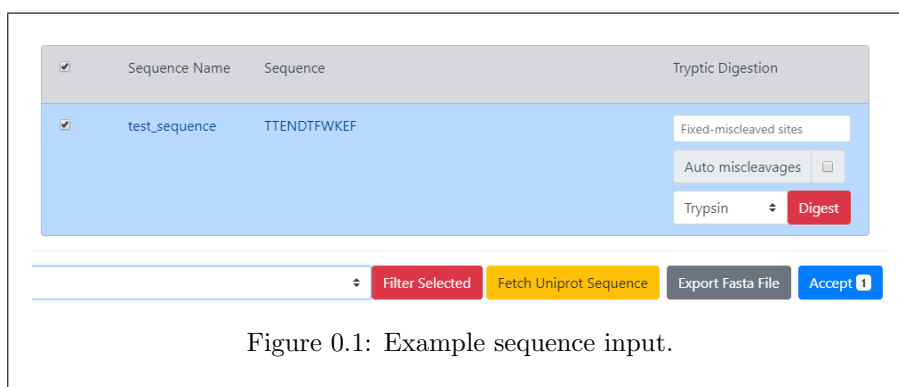 Sequence Name Sequence Tryptic Digestion
test_sequence TTENDTFWKEF Fixed-miscleaved sites
Auto miscleavages
Trypsin Digest
Filter Selected Fetch Uniprot Sequence Export Fasta File Accept 1
Figure 0.1: Example sequence input.